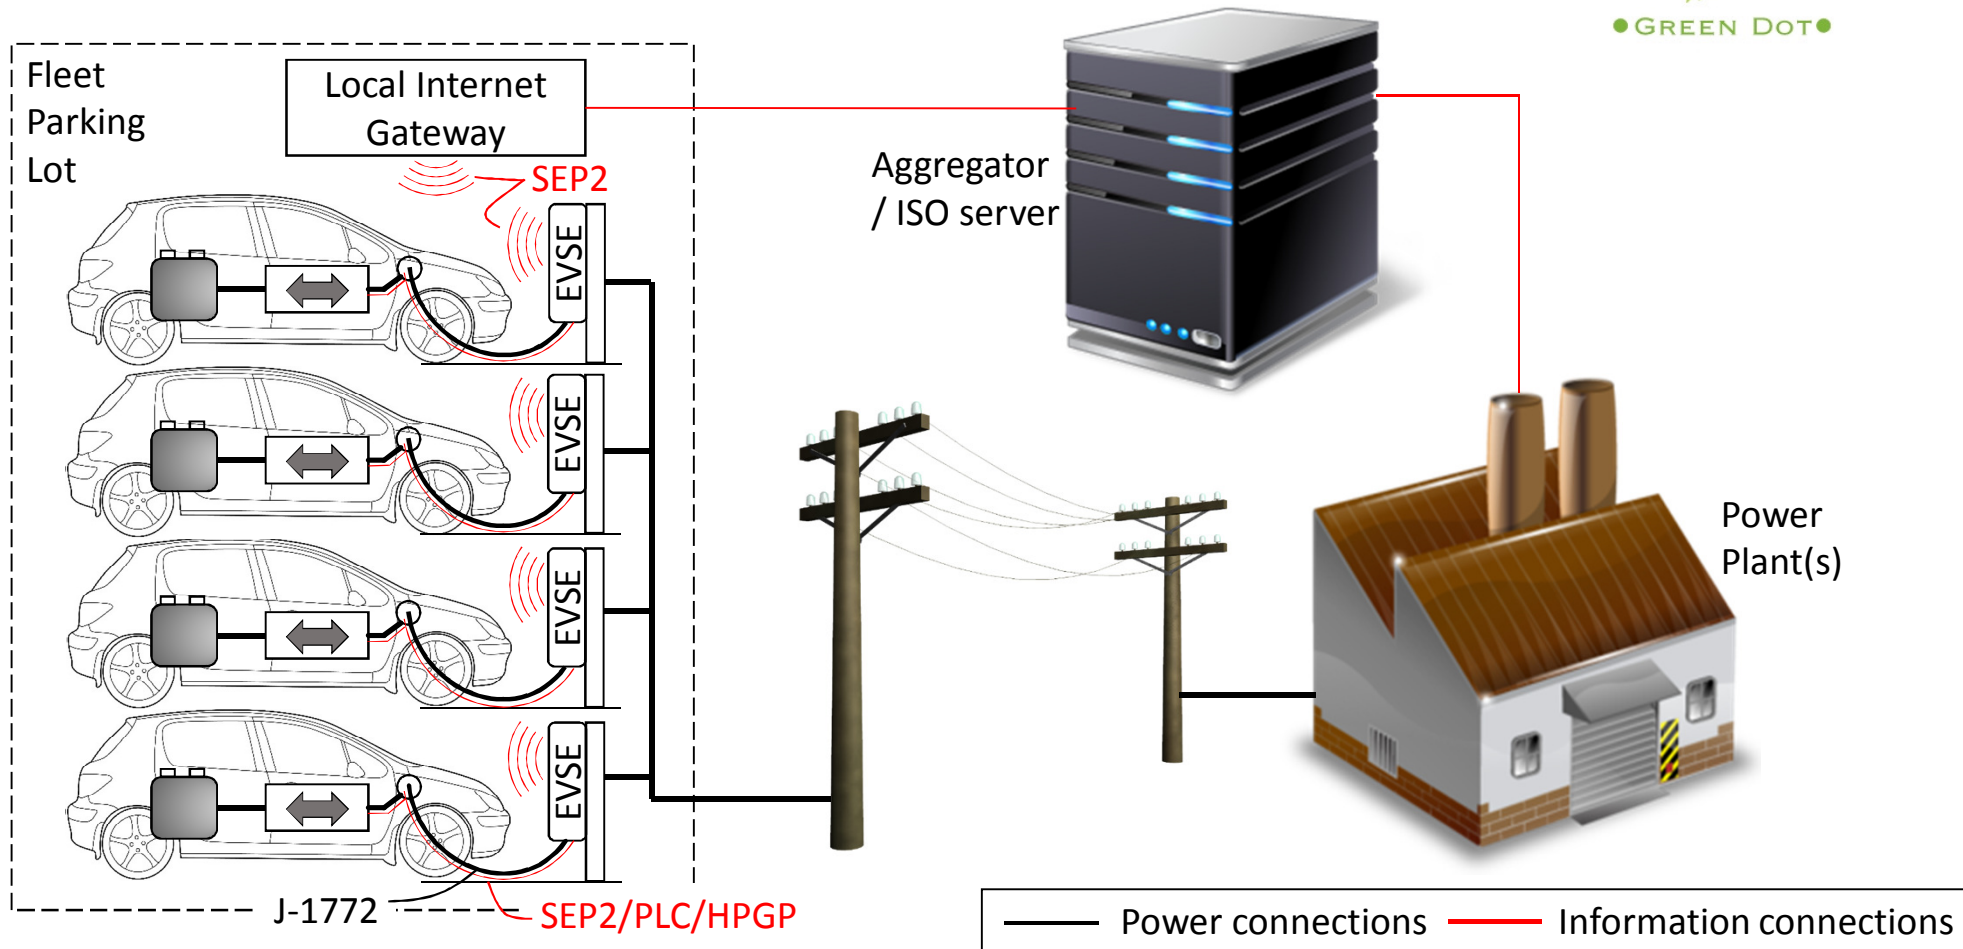 •GREEN DOT•
Fleet
Parking
Lot
Local Internet
Gateway
SEP2
Aggregator
/ ISO server
EVSE
EVSE
EVSE
EVSE
Power
Plant(s)
J-1772
SEP2/PLC/HPGP
Power connections
Information connections